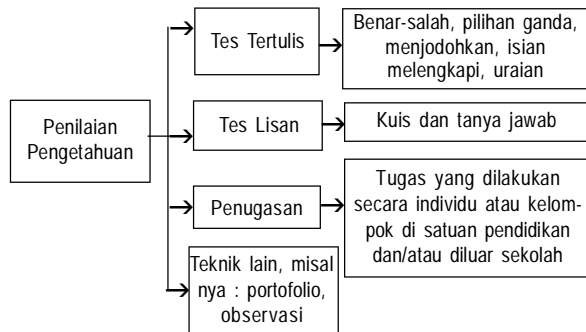 Penilaian
Pengetahuan
Tes Tertulis
Benar-salah, pilihan ganda,
menjodohkan, isian
melengkapi, uraian
Tes Lisan
Kuis dan tanya jawab
Penugasan
Tugas yang dilakukan
secara individu atau kelom-
pok di satuan pendidikan
dan/atau diluar sekolah
Teknik lain, misal
nya : portofolio,
observasi